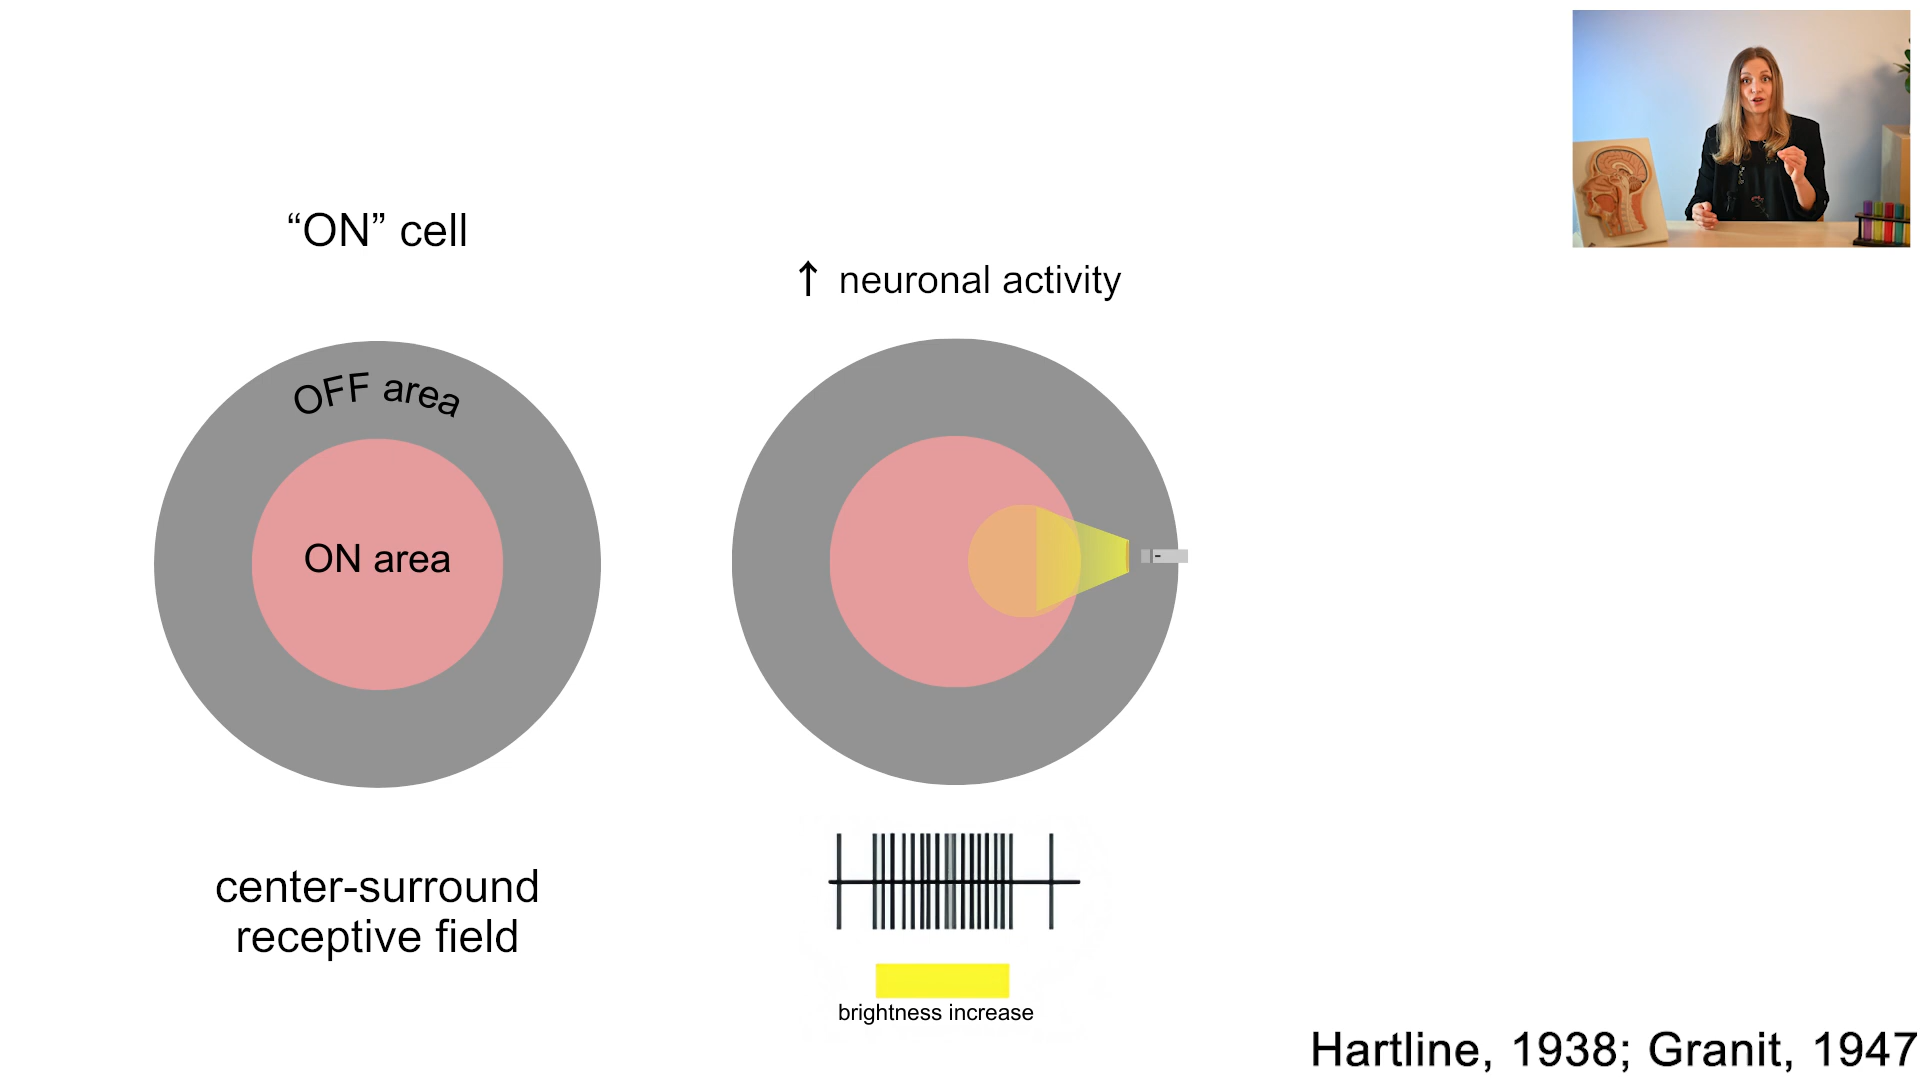 “ON” cell
↑ neuronal activity
OFF area
ON area
center-surround
receptive field
brightness increase
Hartline, 1938; Granit, 1947